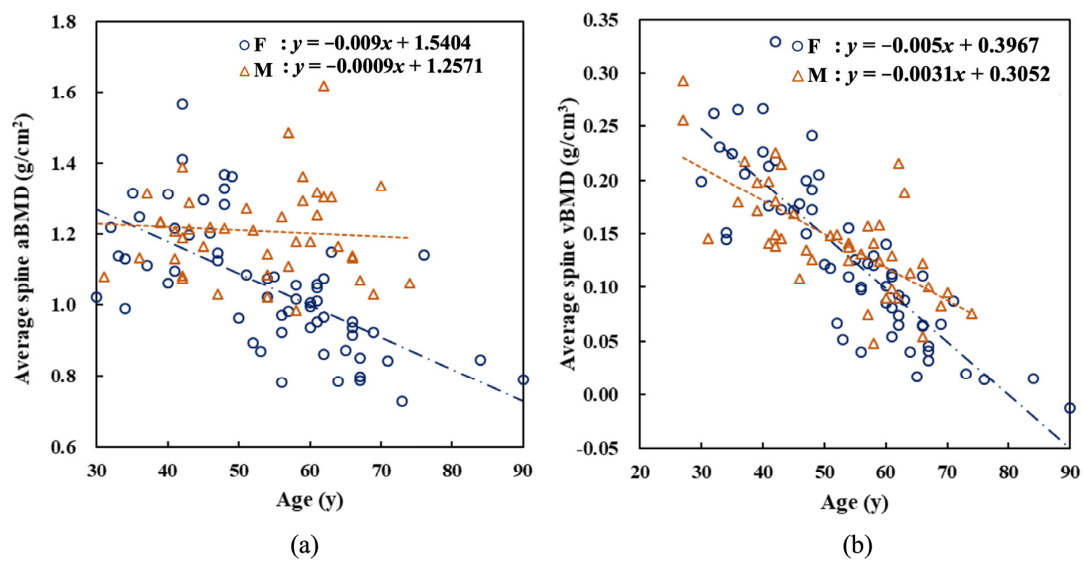 (a)
Average spine aBMD (g/cm²)
1.8
1.6
1.4
1.2
1.0
0.8
0.6
F : y = −0.009x + 1.5404
M : y = −0.0009x + 1.2571
30 40 50 60 70 80 90
Age (y)
(a)
Average spine vBMD (g/cm³)
0.35
0.30
0.25
0.20
0.15
0.10
0.05
0.00
-0.05
F : y = −0.005x + 0.3967
M : y = −0.0031x + 0.3052
20 30 40 50 60 70 80 90
Age (y)
(b)